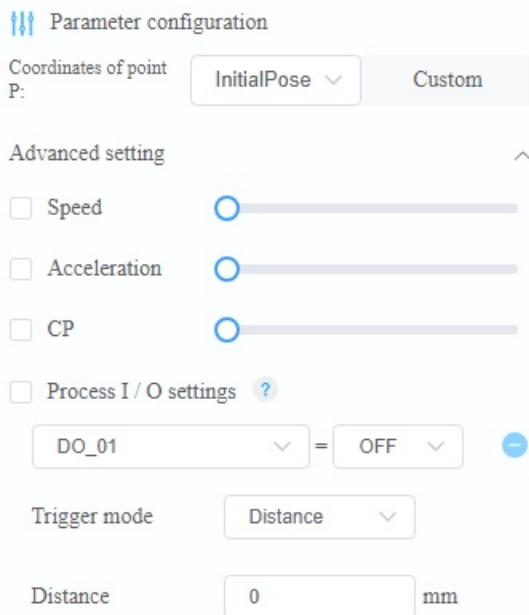 Parameter configuration
Coordinates of point
P:
InitialPose Custom
Advanced setting
Speed
Acceleration
CP
Process I / O settings ?
DO_01 = OFF
Trigger mode Distance
Distance 0 mm